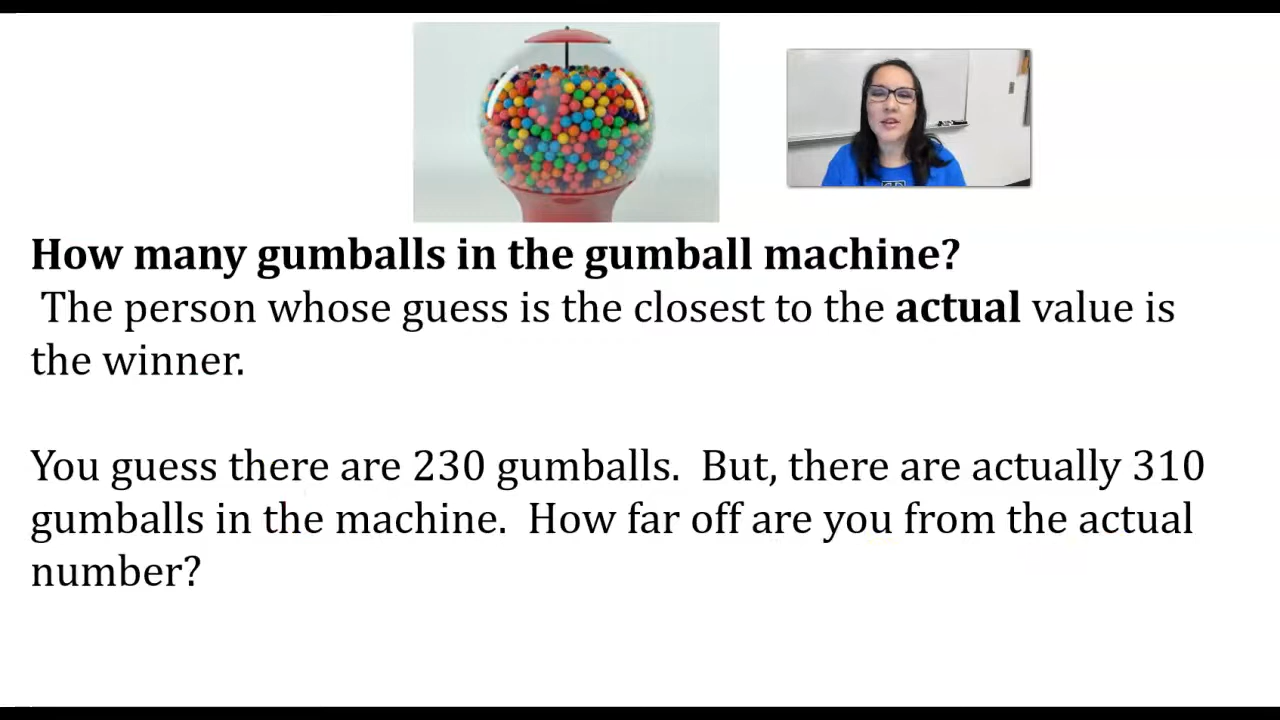 How many gumballs in the gumball machine?
The person whose guess is the closest to the actual value is
the winner.
You guess there are 230 gumballs.  But, there are actually 310
gumballs in the machine.  How far off are you from the actual
number?